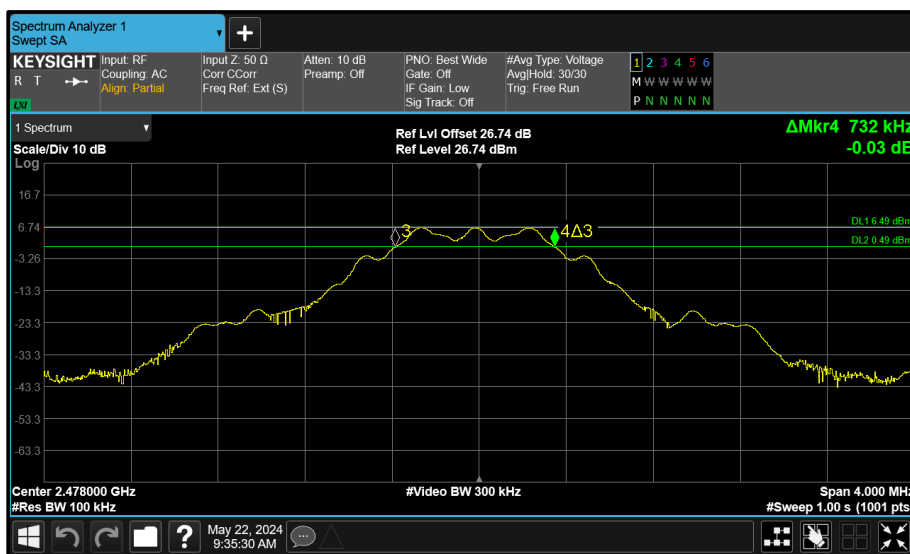 Spectrum Analyzer 1
Swept SA
+
KEYSIGHT
R T
LXI
Input: RF
Coupling: AC
Align: Partial
Input Z: 50 Ω
Corr CCorr
Freq Ref: Ext (S)
Atten: 10 dB
Preamp: Off
PNO: Best Wide
Gate: Off
IF Gain: Low
Sig Track: Off
#Avg Type: Voltage
Avg|Hold: 30/30
Trig: Free Run
1 2 3 4 5 6
M W W W W W
P N N N N N
1 Spectrum
Scale/Div 10 dB
Ref Lvl Offset 26.74 dB
Ref Level 26.74 dBm
ΔMkr4 732 kHz
-0.03 dB
Log
16.7
6.74
-3.26
-13.3
-23.3
-33.3
-43.3
-53.3
-63.3
3
4Δ3
DL1 6.49 dBm
DL2 0.49 dBm
Center 2.478000 GHz
#Video BW 300 kHz
Span 4.000 MHz
#Res BW 100 kHz
#Sweep 1.00 s (1001 pts
?
May 22, 2024
9:35:30 AM